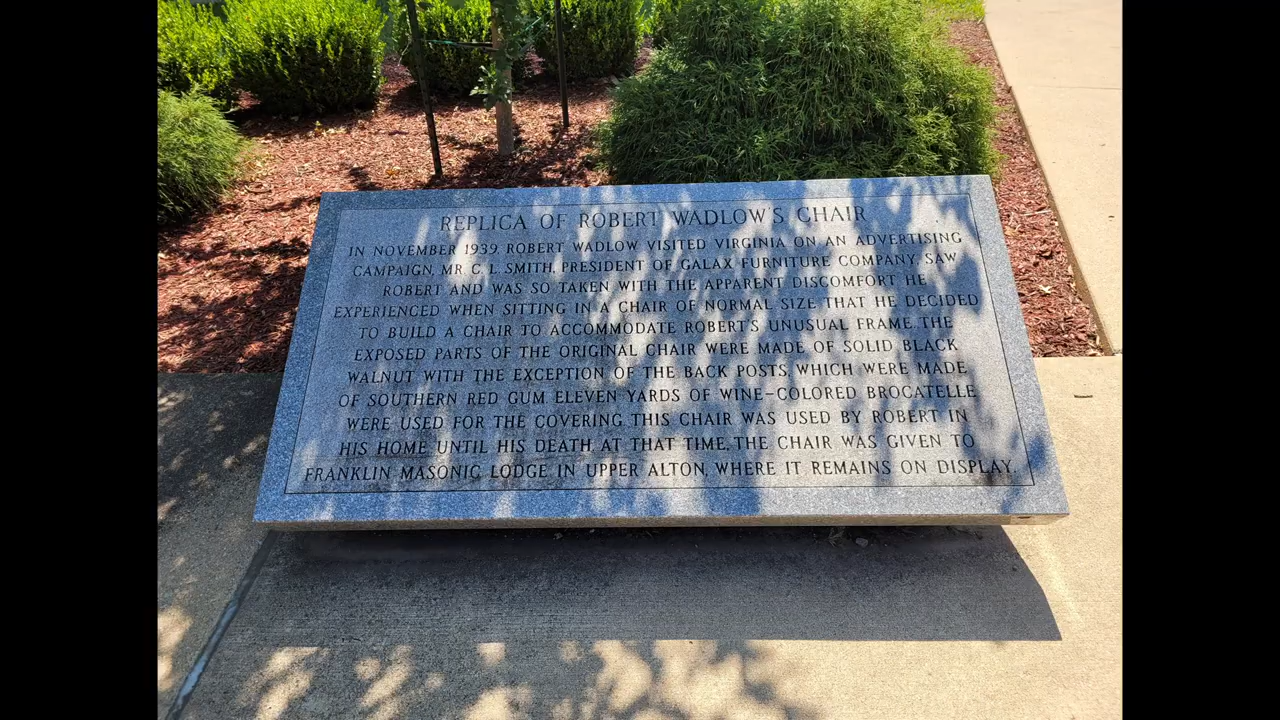 REPLICA OF ROBERT WADLOW'S CHAIR
IN NOVEMBER 1939, ROBERT WADLOW VISITED VIRGINIA ON AN ADVERTISING
CAMPAIGN. MR. C. L. SMITH, PRESIDENT OF GALAX FURNITURE COMPANY, SAW
ROBERT AND WAS SO TAKEN WITH THE APPARENT DISCOMFORT HE
EXPERIENCED WHEN SITTING IN A CHAIR OF NORMAL SIZE THAT HE DECIDED
TO BUILD A CHAIR TO ACCOMMODATE ROBERT'S UNUSUAL FRAME. THE
EXPOSED PARTS OF THE ORIGINAL CHAIR WERE MADE OF SOLID BLACK
WALNUT WITH THE EXCEPTION OF THE BACK POSTS, WHICH WERE MADE
OF SOUTHERN RED GUM. ELEVEN YARDS OF WINE-COLORED BROCATELLE
WERE USED FOR THE COVERING. THIS CHAIR WAS USED BY ROBERT IN
HIS HOME UNTIL HIS DEATH. AT THAT TIME, THE CHAIR WAS GIVEN TO
FRANKLIN MASONIC LODGE IN UPPER ALTON, WHERE IT REMAINS ON DISPLAY.